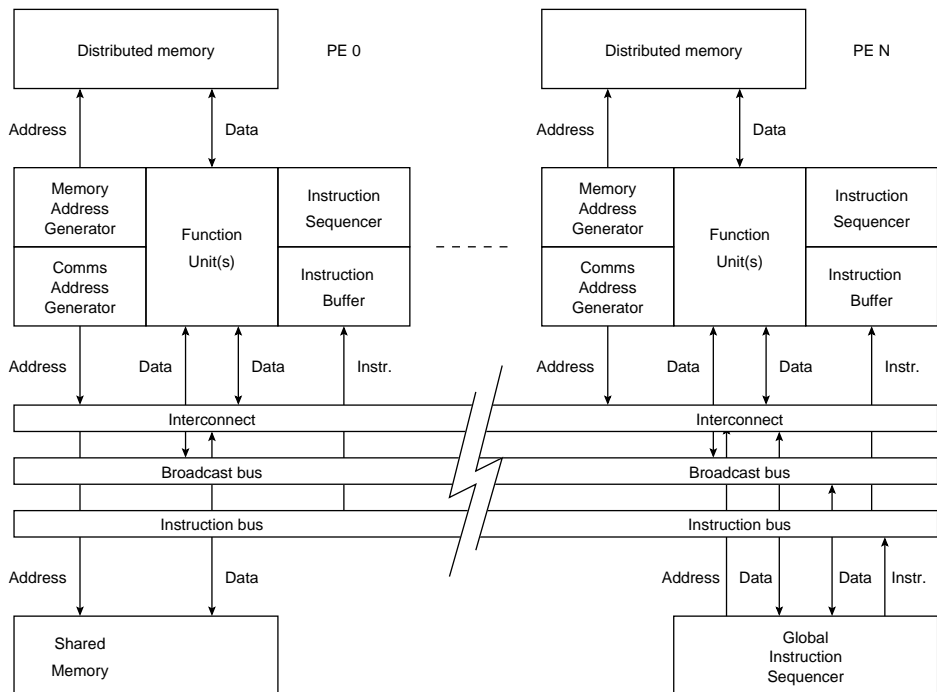 Distributed memory
PE 0
Distributed memory
PE N
Address
Data
Address
Data
Memory
Address
Generator
Function
Unit(s)
Instruction
Sequencer
Comms
Address
Generator
Instruction
Buffer
Memory
Address
Generator
Function
Unit(s)
Instruction
Sequencer
Comms
Address
Generator
Instruction
Buffer
Address
Data
Data
Instr.
Address
Data
Data
Instr.
Interconnect
Interconnect
Broadcast bus
Broadcast bus
Instruction bus
Instruction bus
Address
Data
Address
Data
Data
Instr.
Shared
Memory
Global
Instruction
Sequencer